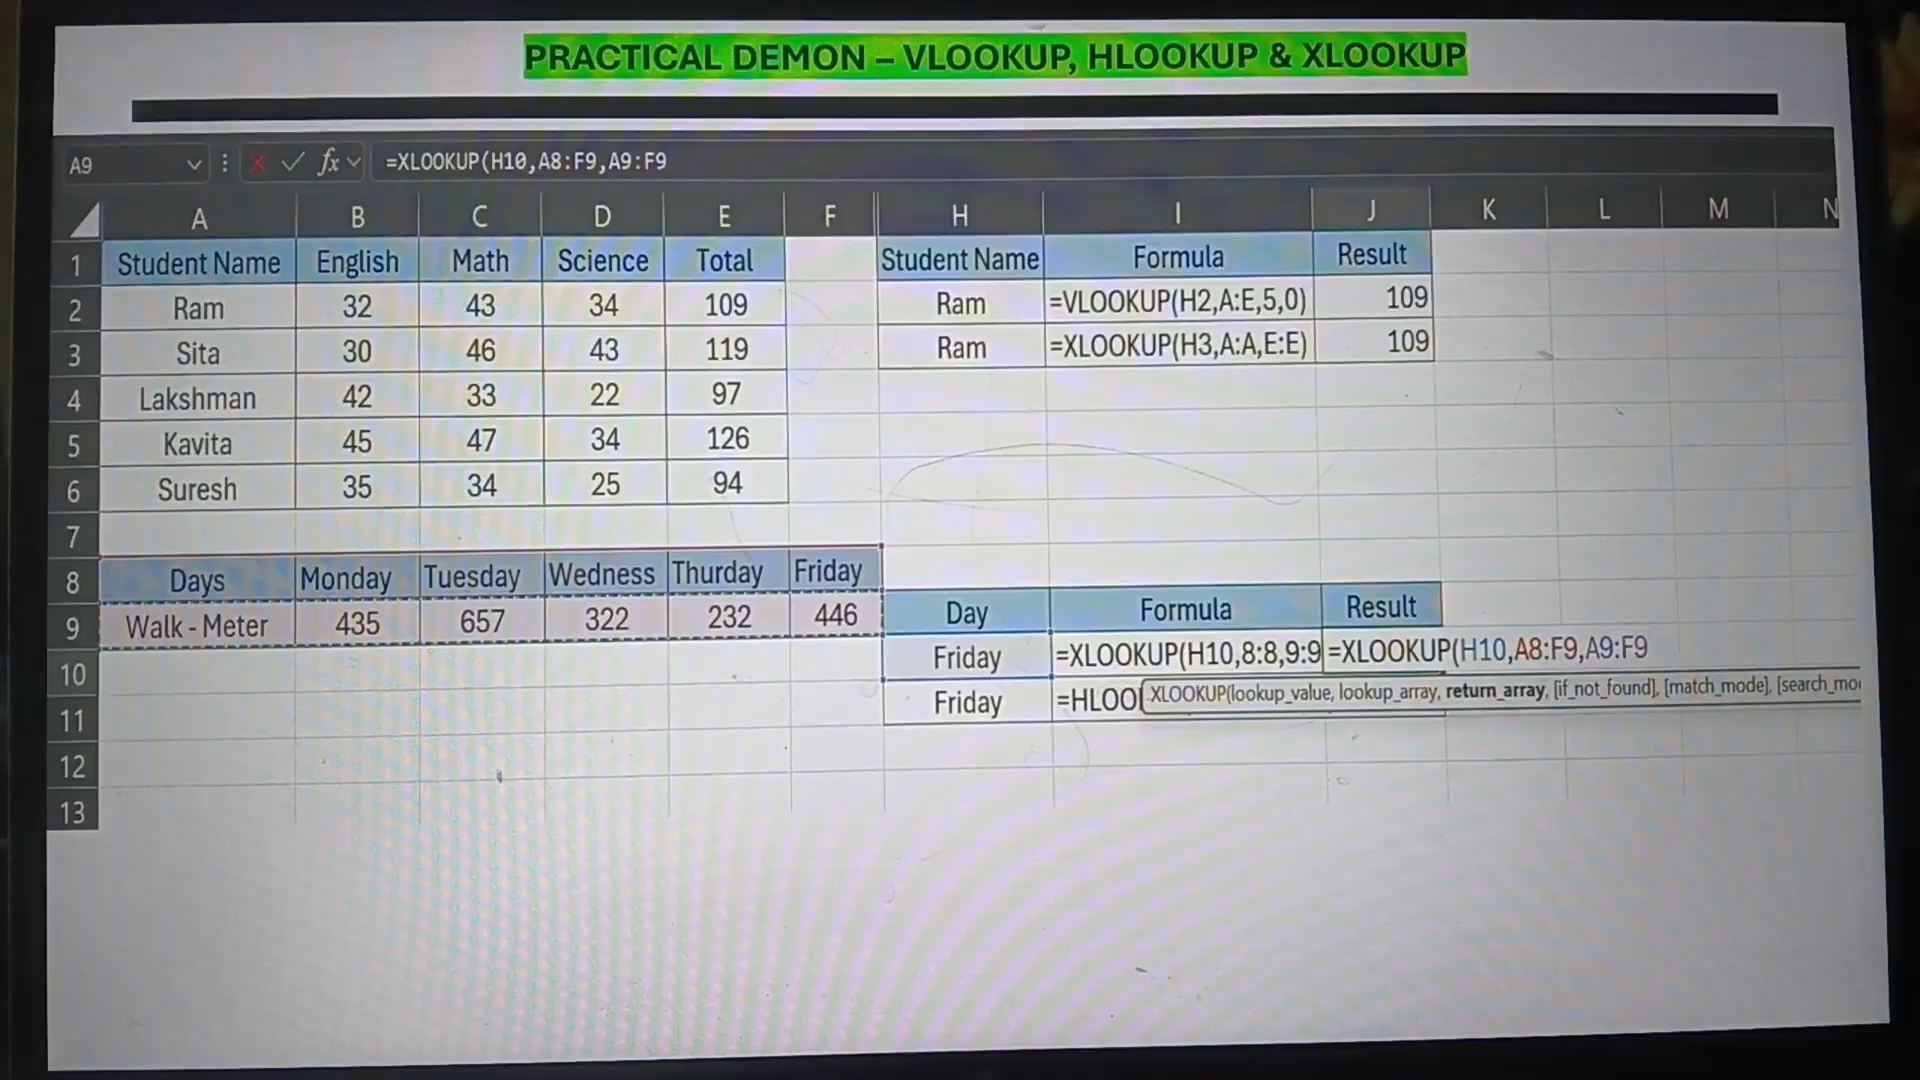 PRACTICAL DEMON – VLOOKUP, HLOOKUP & XLOOKUP
A9 fx =XLOOKUP(H10,A8:F9,A9:F9
A B C D E F H I J K L M N
1 Student Name English Math Science Total Student Name Formula Result
2 Ram 32 43 34 109 Ram =VLOOKUP(H2,A:E,5,0) 109
3 Sita 30 46 43 119 Ram =XLOOKUP(H3,A:A,E:E) 109
4 Lakshman 42 33 22 97
5 Kavita 45 47 34 126
6 Suresh 35 34 25 94
7
8 Days Monday Tuesday Wedness Thurday Friday
9 Walk - Meter 435 657 322 232 446 Day Formula Result
10 Friday =XLOOKUP(H10,8:8,9:9 =XLOOKUP(H10,A8:F9,A9:F9
11 Friday =HLOO XLOOKUP(lookup_value, lookup_array, return_array, [if_not_found], [match_mode], [search_mo
12
13